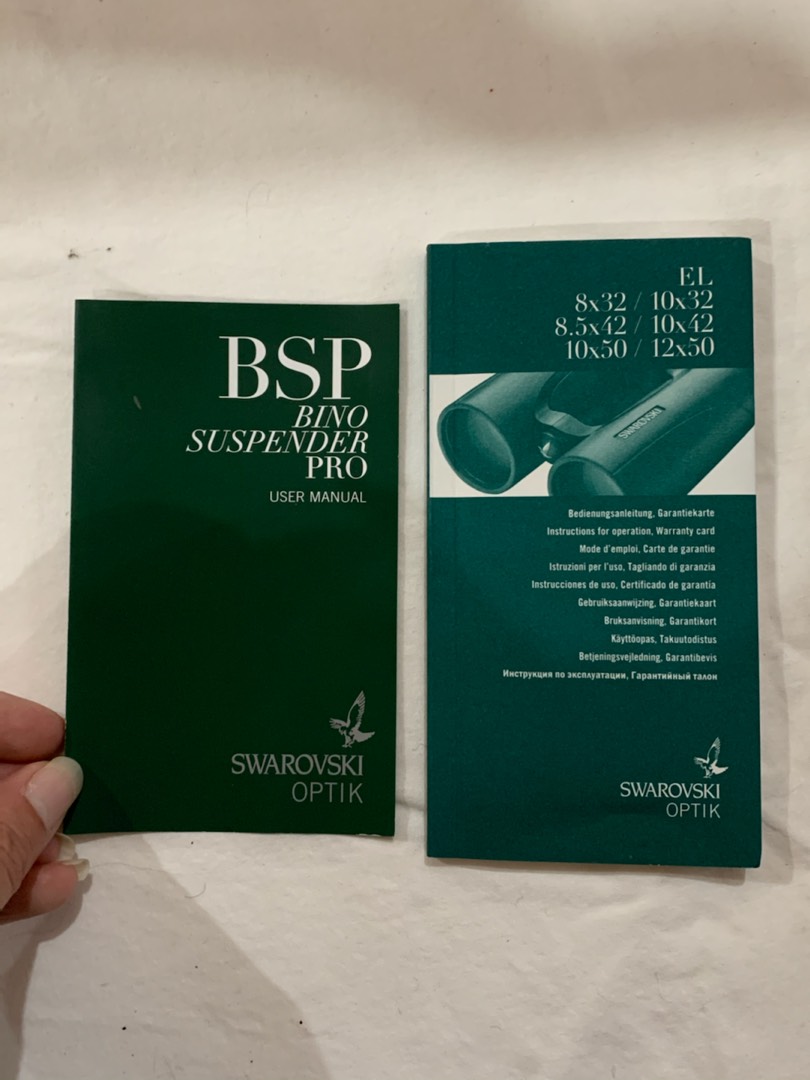 BSP
BINO
SUSPENDER
PRO
USER MANUAL
SWAROVSKI
OPTIK
EL
8x32 / 10x32
8.5x42 / 10x42
10x50 / 12x50
SWAROVSKI
Bedienungsanleitung, Garantiekarte
Instructions for operation, Warranty card
Mode d'emploi, Carte de garantie
Istruzioni per l'uso, Tagliando di garanzia
Instrucciones de uso, Certificado de garantía
Gebruiksaanwijzing, Garantiekaart
Bruksanvisning, Garantikort
Käyttöopas, Takuutodistus
Betjeningsvejledning, Garantibevis
Инструкция по эксплуатации, Гарантийный талон
SWAROVSKI
OPTIK